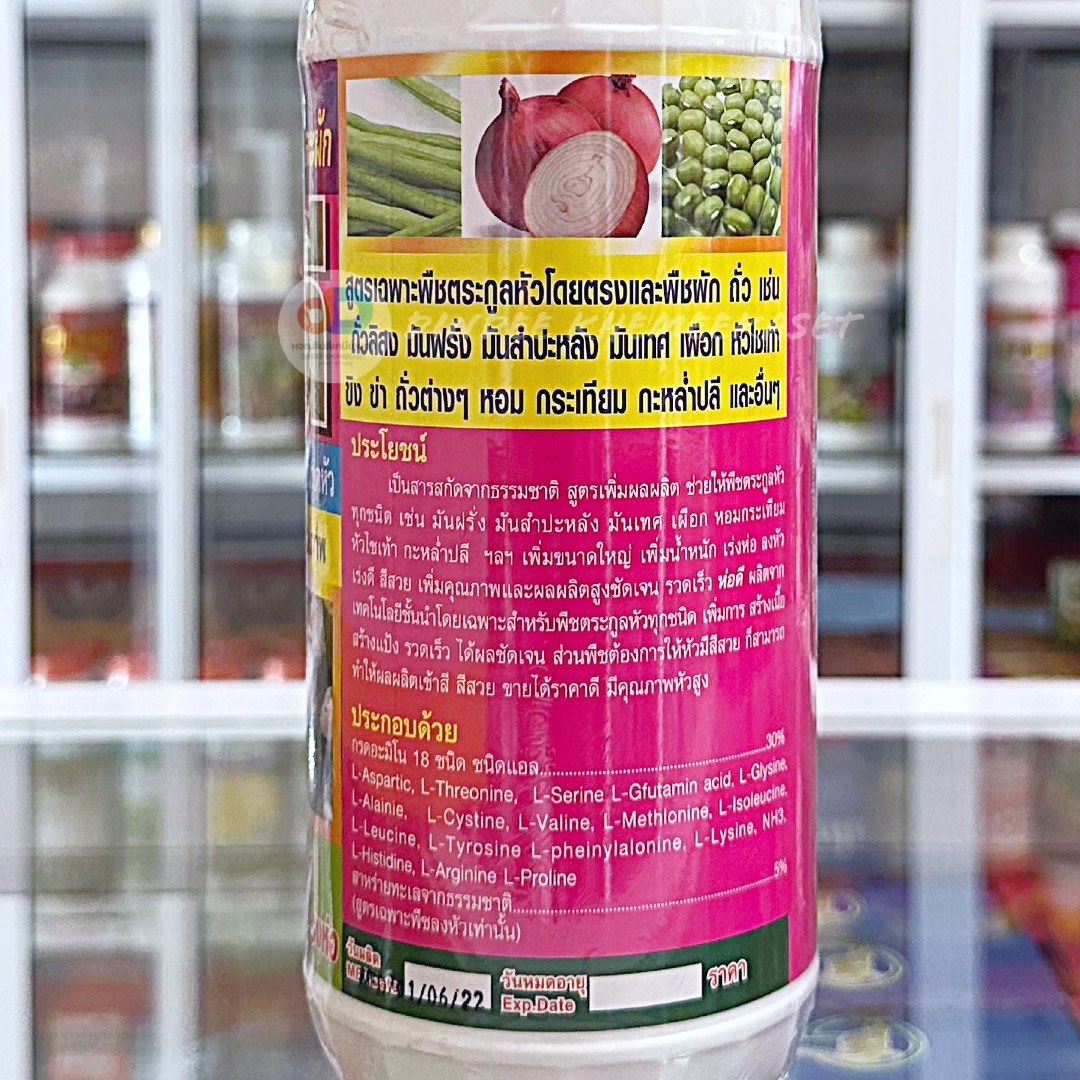 สูตรเฉพาะพืชตระกูลหัวโดยตรงและพืชผัก ถั่ว เช่น
ถั่วลิสง มันฝรั่ง มันสำปะหลัง มันเทศ เผือก หัวไชเท้า
ขิง ข่า ถั่วต่างๆ หอม กระเทียม กะหล่ำปลี และอื่นๆ
ประโยชน์
เป็นสารสกัดจากธรรมชาติ สูตรเพิ่มผลผลิต ช่วยให้พืชตระกูลหัว
ทุกชนิด เช่น มันฝรั่ง มันสำปะหลัง มันเทศ เผือก หอมกระเทียม
หัวไชเท้า กะหล่ำปลี ฯลฯ เพิ่มขนาดใหญ่ เพิ่มน้ำหนัก เร่งห่อ ลงหัว
เร่งดี สีสวย เพิ่มคุณภาพและผลผลิตสูงชัดเจน รวดเร็ว ห่อดี ผลิตจาก
เทคโนโลยีชั้นนำโดยเฉพาะสำหรับพืชตระกูลหัวทุกชนิด เพิ่มการ สร้างเนื้อ
สร้างแป้ง รวดเร็ว ได้ผลชัดเจน ส่วนพืชต้องการให้หัวมีสีสวย ก็สามารถ
ทำให้ผลผลิตเข้าสี สีสวย ขายได้ราคาดี มีคุณภาพหัวสูง
ประกอบด้วย
กรดอะมิโน 18 ชนิด ชนิดแอล 30%
L-Aspartic, L-Threonine, L-Serine L-Gfutamin acid, L-Glysine,
L-Alainie, L-Cystine, L-Valine, L-Methlonine, L-Isoleucine,
L-Leucine, L-Tyrosine L-pheinylalonine, L-Lysine, NH3,
L-Histidine, L-Arginine L-Proline
สาหร่ายทะเลจากธรรมชาติ 5%
(สูตรเฉพาะพืชลงหัวเท่านั้น)
วันผลิต 1/06/22 วันหมดอายุ ราคา
Exp.Date